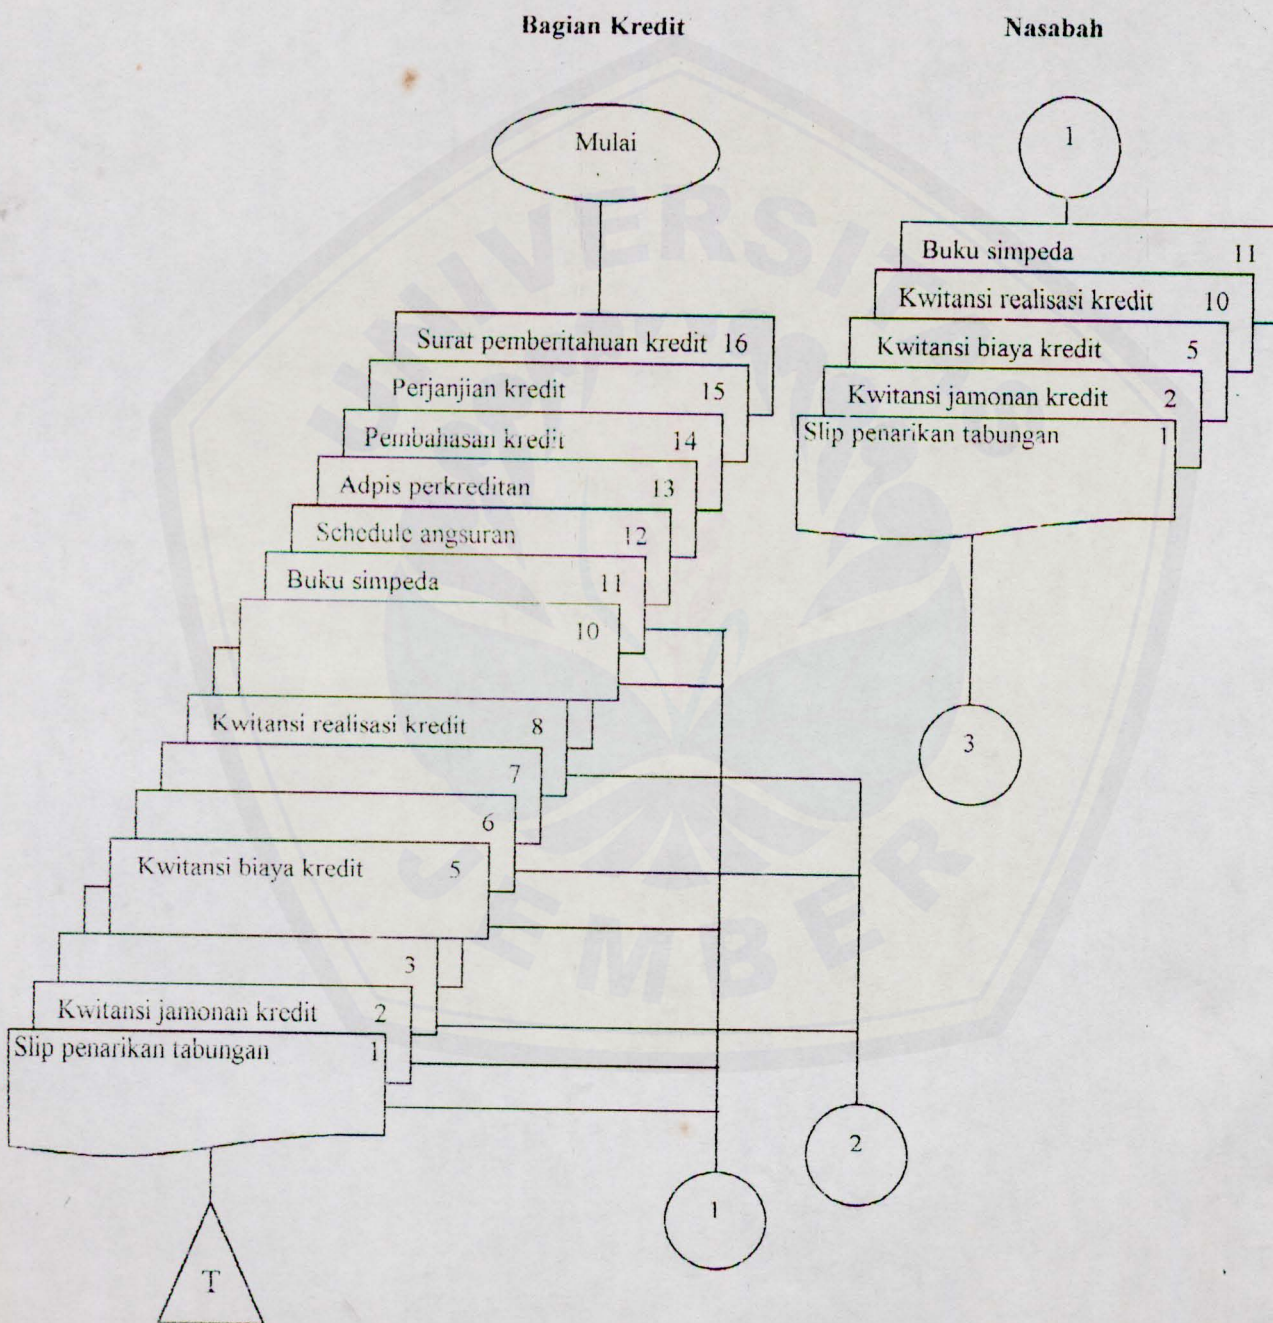 Bagian Kredit
Nasabah
Mulai
Surat pemberitahuan kredit 16
Perjanjian kredit 15
Pembahasan kredit 14
Adpis perkreditan 13
Schedule angsuran 12
Buku simpeda 11
10
Kwitansi realisasi kredit 8
7
6
Kwitansi biaya kredit 5
3
Kwitansi jamonan kredit 2
Slip penarikan tabungan 1
T
1
2
1
Buku simpeda 11
Kwitansi realisasi kredit 10
Kwitansi biaya kredit 5
Kwitansi jamonan kredit 2
Slip penarikan tabungan 1
3
UNIVERSITAS
JEMBER